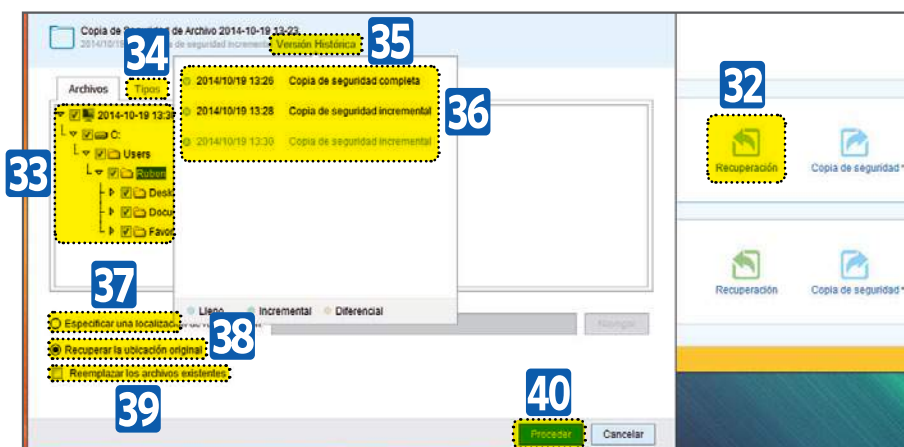 Copia de Seguridad de Archivo 2014-10-19 13-23
2014/10/19 de seguridad incremental Versión Histórica
35
34
Archivos Tipos
2014/10/19 13:26 Copia de seguridad completa
2014/10/19 13:28 Copia de seguridad incremental
2014/10/19 13:30 Copia de seguridad incremental
36
33
2014-10-19 13:3
C:
Users
Ruben
Desk
Docu
Favor
32
Recuperación Copia de seguridad
Recuperación Copia de seguridad
37
Lleno Incremental Diferencial
Especificar una localización de
Navegar
38
Recuperar la ubicación original
Reemplazar los archivos existentes
39
40
Proceder Cancelar